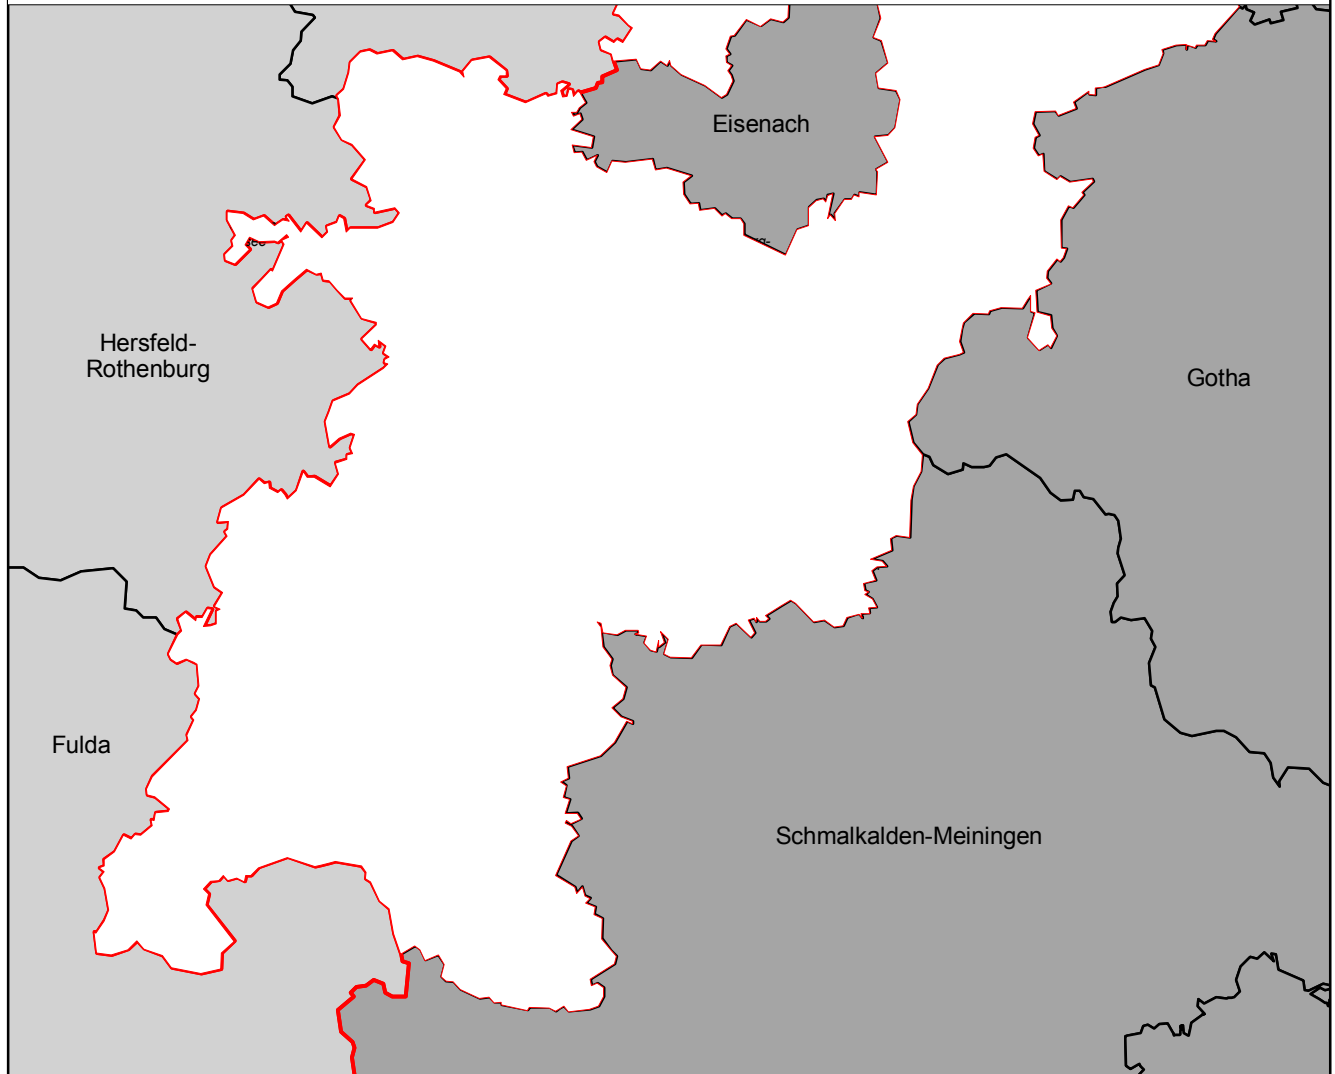 Eisenach
Hersfeld-
Rothenburg
Gotha
Fulda
Schmalkalden-Meiningen